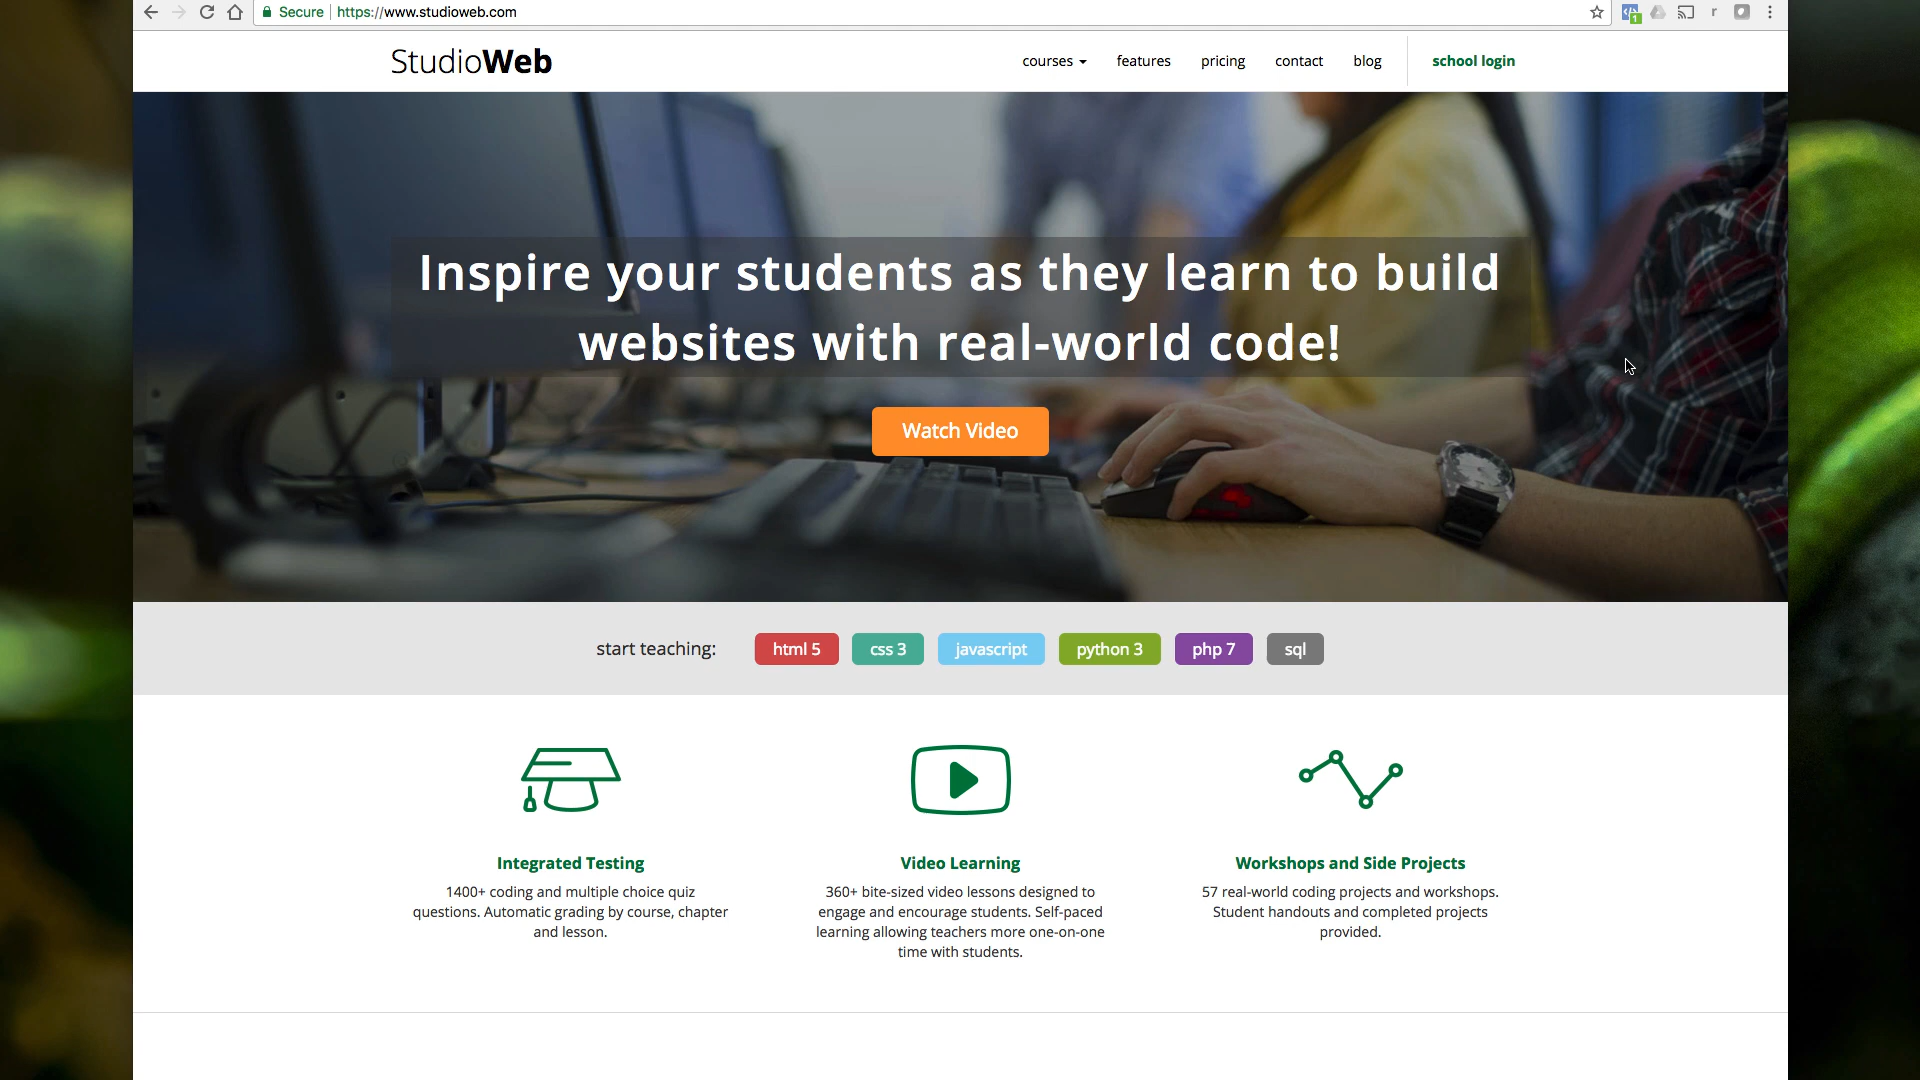 Secure https://www.studioweb.com
1
r
StudioWeb
courses features pricing contact blog school login
Inspire your students as they learn to build
websites with real-world code!
Watch Video
start teaching: html 5 css 3 javascript python 3 php 7 sql
Integrated Testing
1400+ coding and multiple choice quiz
questions. Automatic grading by course, chapter
and lesson.
Video Learning
360+ bite-sized video lessons designed to
engage and encourage students. Self-paced
learning allowing teachers more one-on-one
time with students.
Workshops and Side Projects
57 real-world coding projects and workshops.
Student handouts and completed projects
provided.